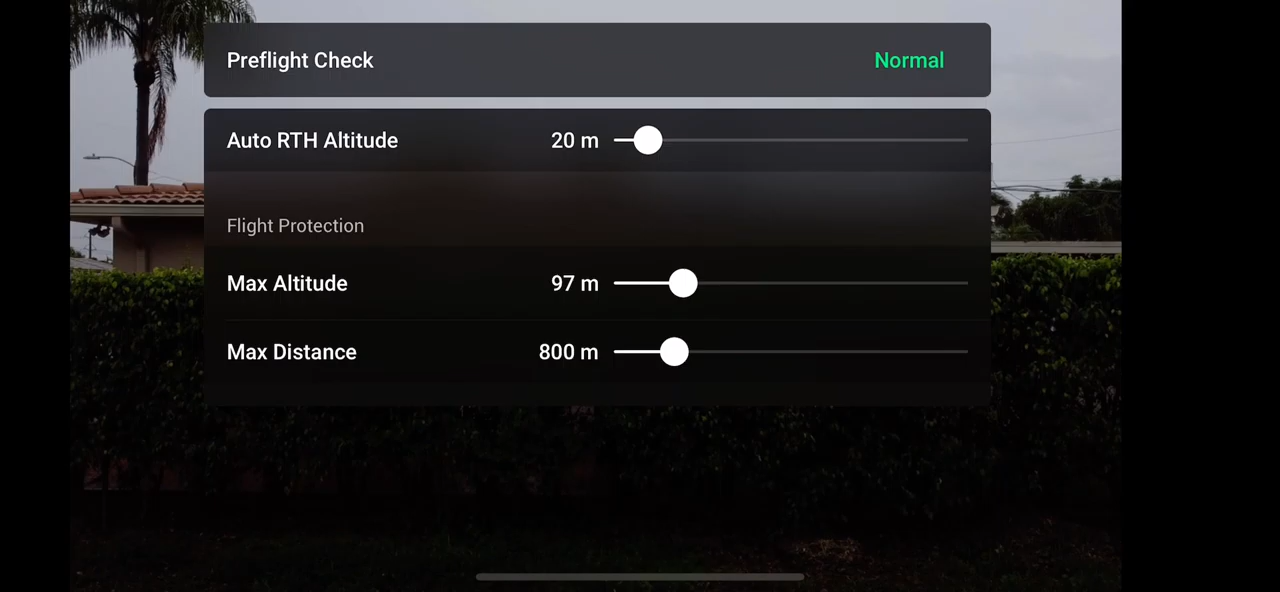 Preflight Check Normal
Auto RTH Altitude 20 m
Flight Protection
Max Altitude 97 m
Max Distance 800 m